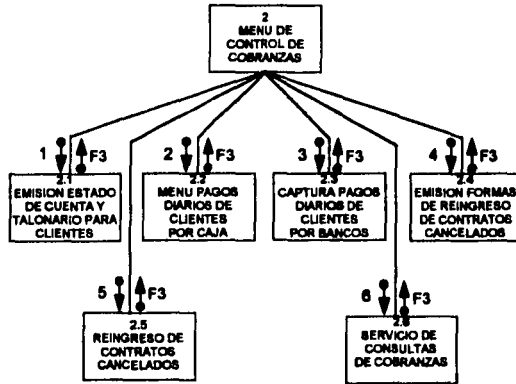 2
MENU DE
CONTROL DE
COBRANZAS
1 F3
2 F3
3 F3
4 F3
2.1
EMISION ESTADO
DE CUENTA Y
TALONARIO PARA
CLIENTES
2.2
MENU PAGOS
DIARIOS DE
CLIENTES
POR CAJA
2.3
CAPTURA PAGOS
DIARIOS DE
CLIENTES
POR BANCOS
2.4
EMISION FORMAS
DE REINGRESO
DE CONTRATOS
CANCELADOS
5 F3
6 F3
2.5
REINGRESO DE
CONTRATOS
CANCELADOS
2.6
SERVICIO DE
CONSULTAS
DE COBRANZAS